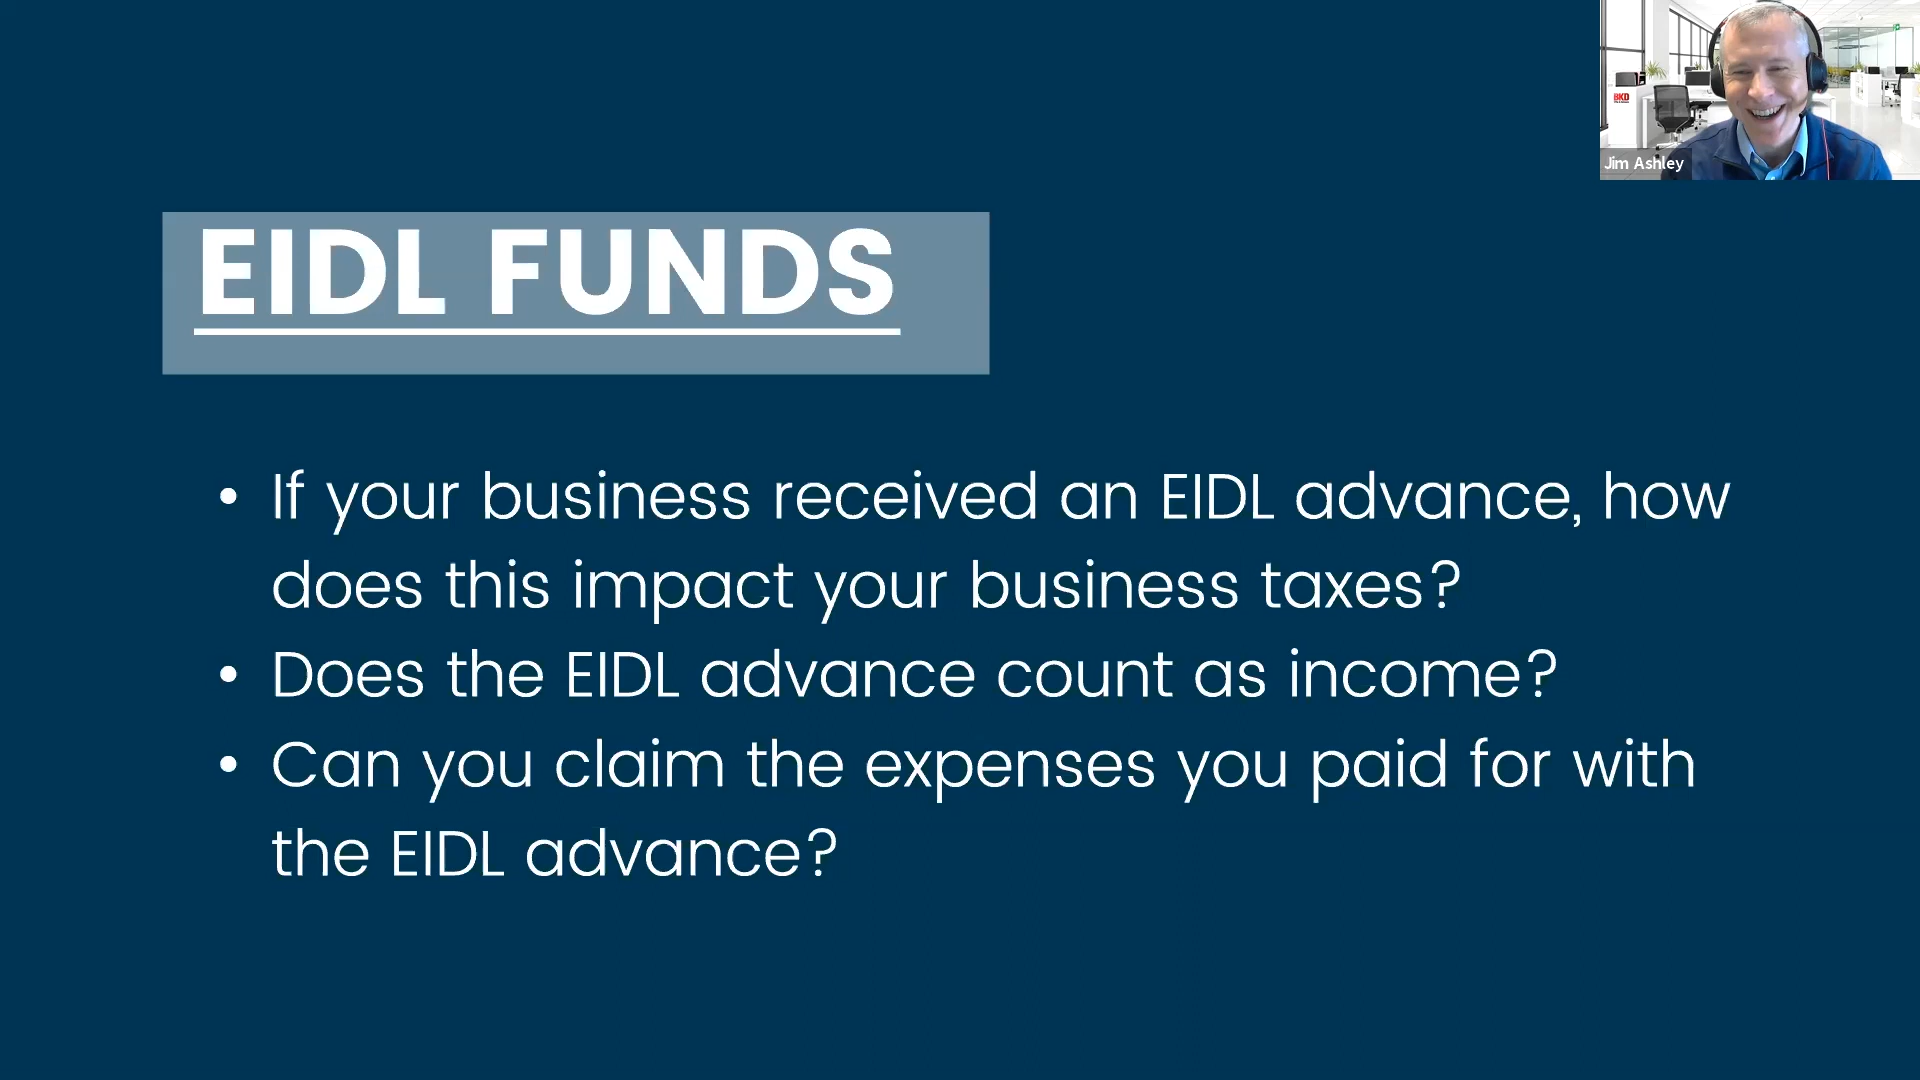 BKD
Jim Ashley
EIDL FUNDS
• If your business received an EIDL advance, how
does this impact your business taxes?
• Does the EIDL advance count as income?
• Can you claim the expenses you paid for with
the EIDL advance?